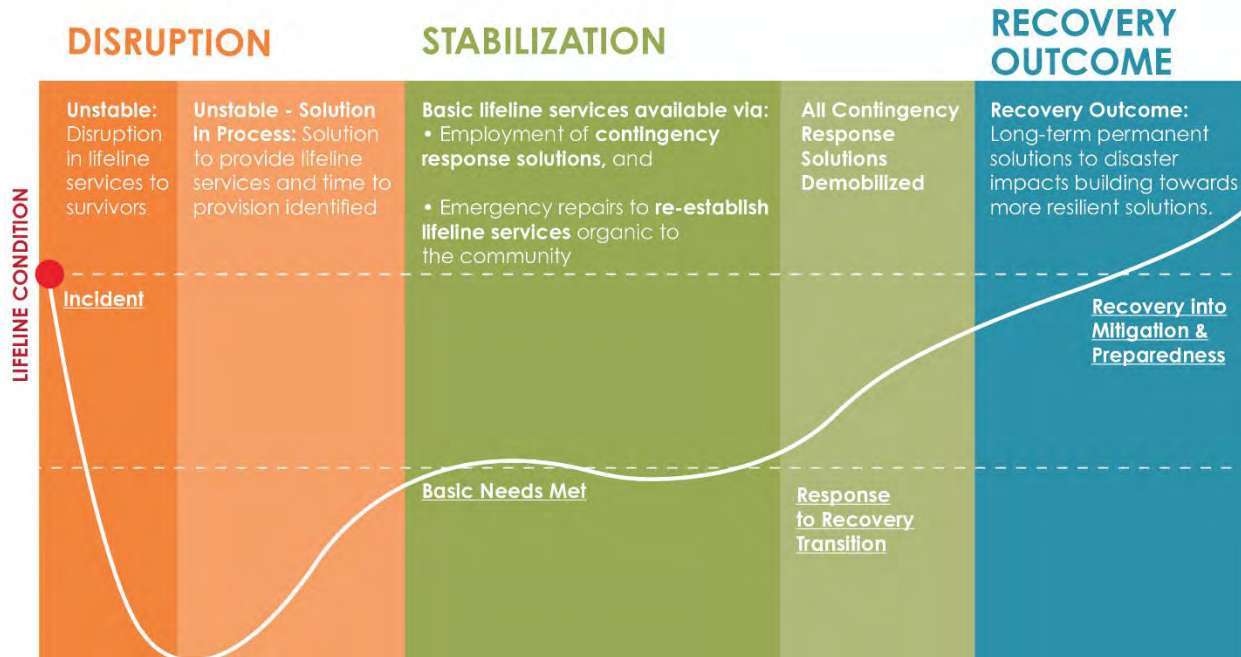 DISRUPTION
STABILIZATION
RECOVERY
OUTCOME
LIFELINE CONDITION
Unstable:
Disruption
in lifeline
services to
survivors
Incident
Unstable - Solution
In Process: Solution
to provide lifeline
services and time to
provision identified
Basic lifeline services available via:
• Employment of contingency
response solutions, and
• Emergency repairs to re-establish
lifeline services organic to
the community
Basic Needs Met
All Contingency
Response
Solutions
Demobilized
Response
to Recovery
Transition
Recovery Outcome:
Long-term permanent
solutions to disaster
impacts building towards
more resilient solutions.
Recovery into
Mitigation &
Preparedness